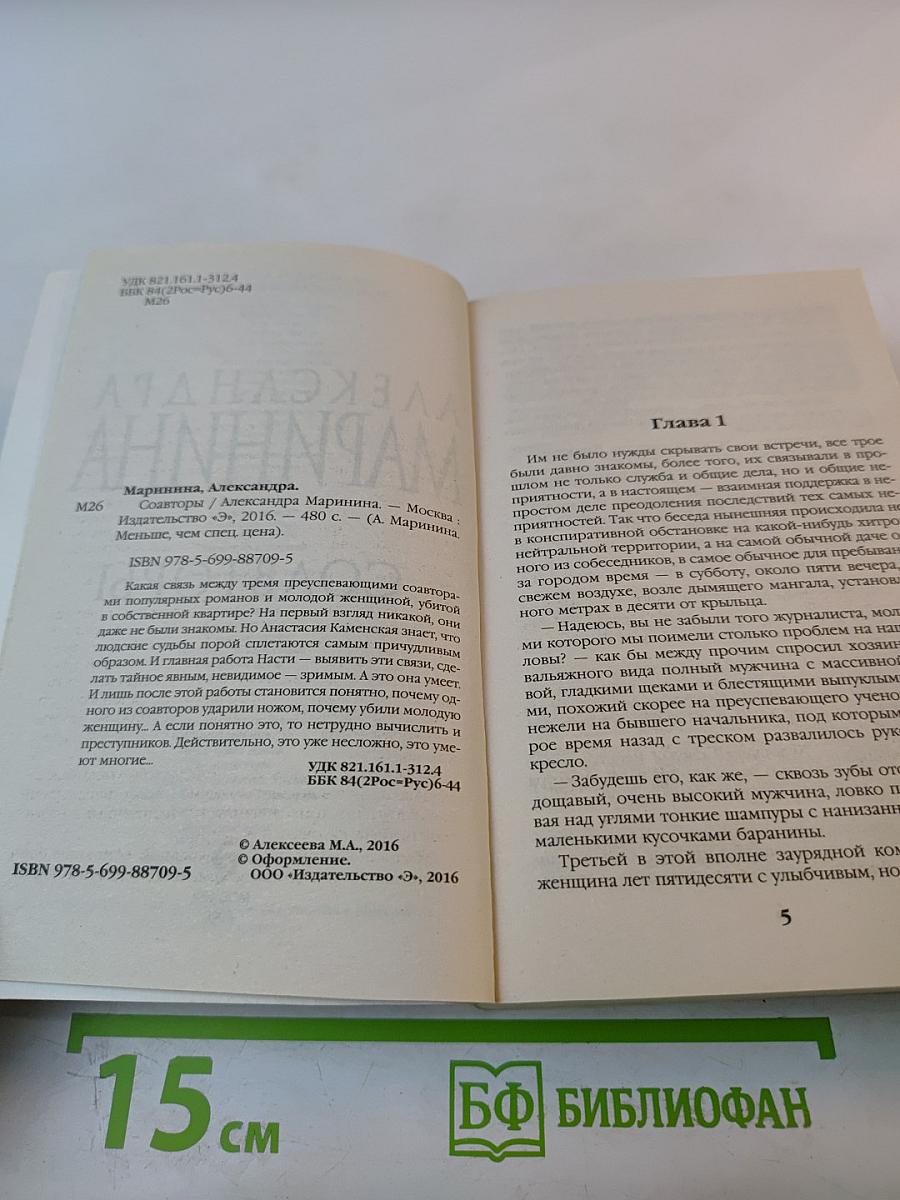 УДК 821.161.1-312.4
ББК 84(2Рос=Рус)6-44
М26
Маринина, Александра.
М26 Соавторы / Александра Маринина. — Москва :
Издательство «Э», 2016. — 480 с. — (А. Маринина.
Меньше, чем спец. цена).
ISBN 978-5-699-88709-5
Какая связь между тремя преуспевающими соавтора-
ми популярных романов и молодой женщиной, убитой
в собственной квартире? На первый взгляд никакой, они
даже не были знакомы. Но Анастасия Каменская знает, что
людские судьбы порой сплетаются самым причудливым
образом. И главная работа Насти — выявить эти связи, сде-
лать тайное явным, невидимое — зримым. А это она умеет.
И лишь после этой работы становится понятно, почему од-
ного из соавторов ударили ножом, почему убили молодую
женщину... А если понятно это, то нетрудно вычислить и
преступников. Действительно, это уже несложно, это уме-
ют многие...
УДК 821.161.1-312.4
ББК 84(2Рос=Рус)6-44
© Алексеева М.А., 2016
© Оформление.
ООО «Издательство «Э», 2016
ISBN 978-5-699-88709-5
Глава 1
Им не было нужды скрывать свои встречи, все трое
были давно знакомы, более того, их связывали в про-
шлом не только служба и общие дела, но и общие не-
приятности, а в настоящем — взаимная поддержка в не-
простом деле преодоления последствий тех самых не-
приятностей. Так что беседа нынешняя происходила не
в конспиративной обстановке на какой-нибудь хитро
нейтральной территории, а на самой обычной даче о
ного из собеседников, в самое обычное для пребыван
за городом время — в субботу, около пяти вечера,
свежем воздухе, возле дымящего мангала, установл
ного метрах в десяти от крыльца.
— Надеюсь, вы не забыли того журналиста, мол
ми которого мы поимели столько проблем на наш
ловы? — как бы между прочим спросил хозяин
вальяжного вида полный мужчина с массивной
вой, гладкими щеками и блестящими выпуклым
ми, похожий скорее на преуспевающего учено
нежели на бывшего начальника, под которым
рое время назад с треском развалилось рук
кресло.
— Забудешь его, как же, — сквозь зубы отс
дощавый, очень высокий мужчина, ловко п
вая над углями тонкие шампуры с нанизанн
маленькими кусочками баранины.
Третьей в этой вполне заурядной ком
женщина лет пятидесяти с улыбчивым, но
5
15 см
БФ БИБЛИОФАН